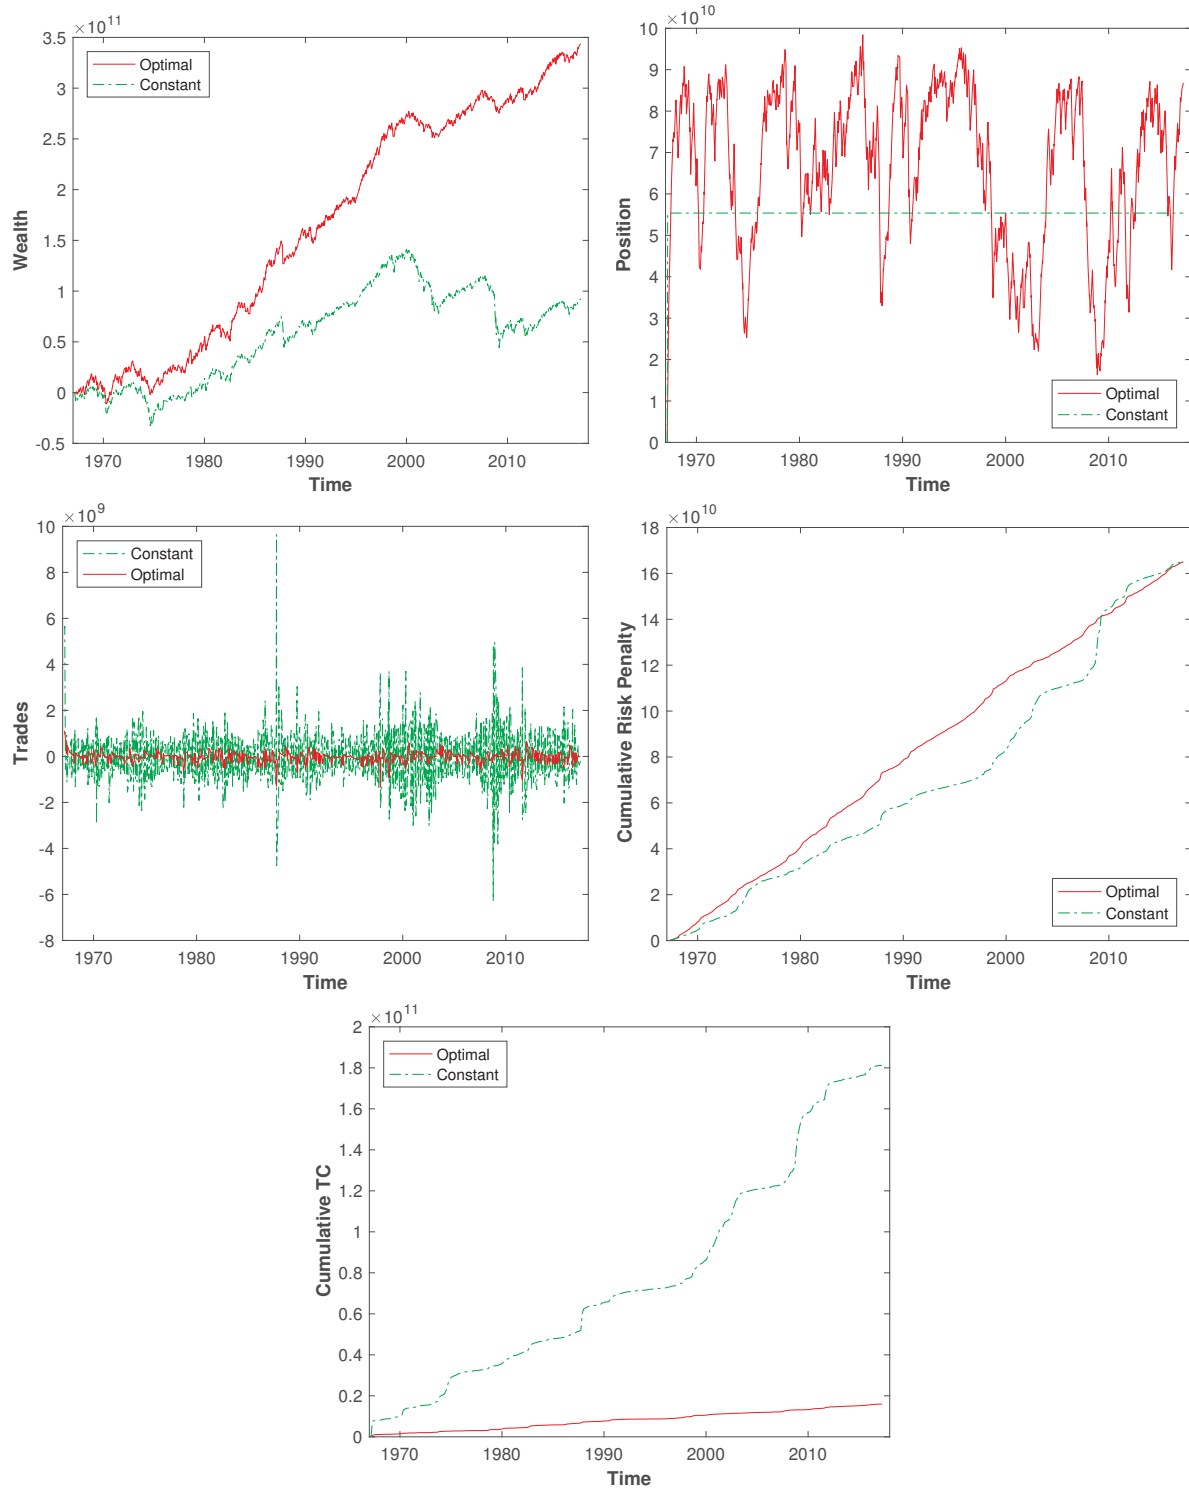 ×10^11
3.5
3
2.5
2
1.5
1
0.5
0
-0.5
Wealth
Optimal
Constant
1970 1980 1990 2000 2010
Time
×10^10
10
9
8
7
6
5
4
3
2
1
0
Position
Optimal
Constant
1970 1980 1990 2000 2010
Time
×10^9
10
8
6
4
2
0
-2
-4
-6
-8
Trades
Constant
Optimal
1970 1980 1990 2000 2010
Time
×10^10
18
16
14
12
10
8
6
4
2
0
Cumulative Risk Penalty
Optimal
Constant
1970 1980 1990 2000 2010
Time
×10^11
2
1.8
1.6
1.4
1.2
1
0.8
0.6
0.4
0.2
0
Cumulative TC
Optimal
Constant
1970 1980 1990 2000 2010
Time